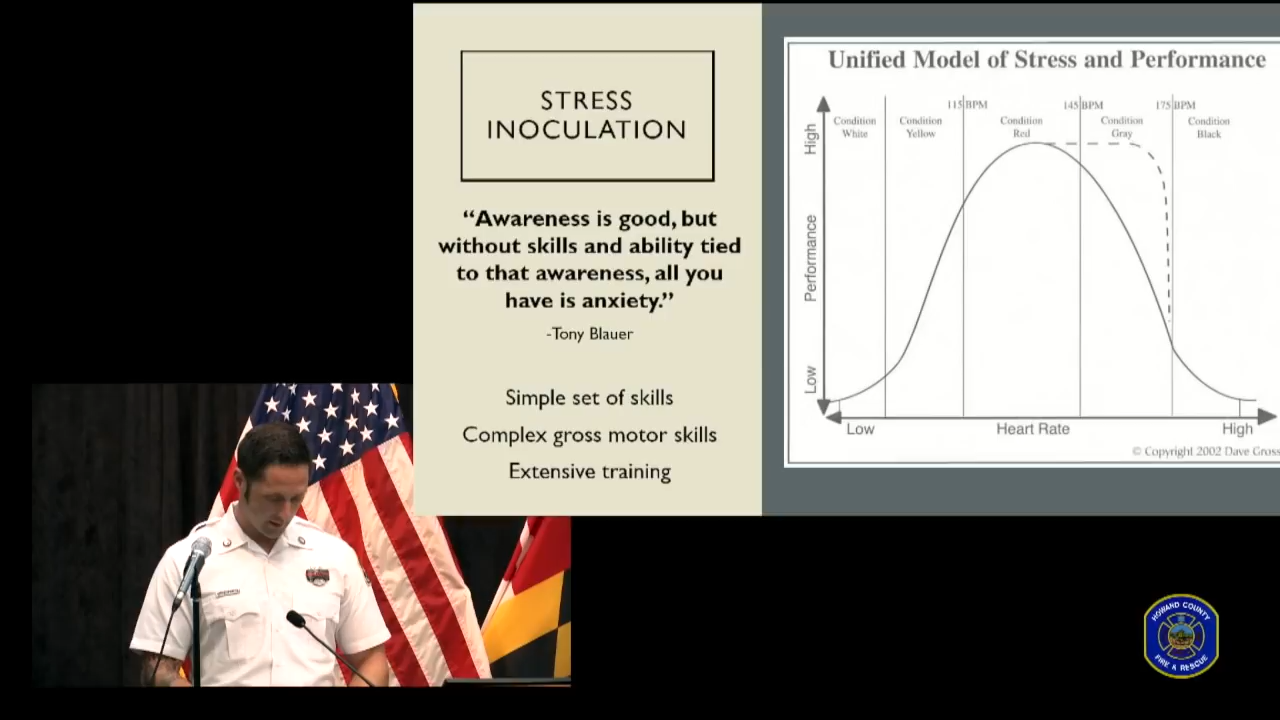 STRESS
INOCULATION
“Awareness is good, but
without skills and ability tied
to that awareness, all you
have is anxiety.”
-Tony Blauer
Simple set of skills
Complex gross motor skills
Extensive training
Unified Model of Stress and Performance
115 BPM
145 BPM
175 BPM
Condition
White
Condition
Yellow
Condition
Red
Condition
Gray
Condition
Black
High
Performance
Low
Low
Heart Rate
High
© Copyright 2002 Dave Gross
HOWARD COUNTY
FIRE & RESCUE